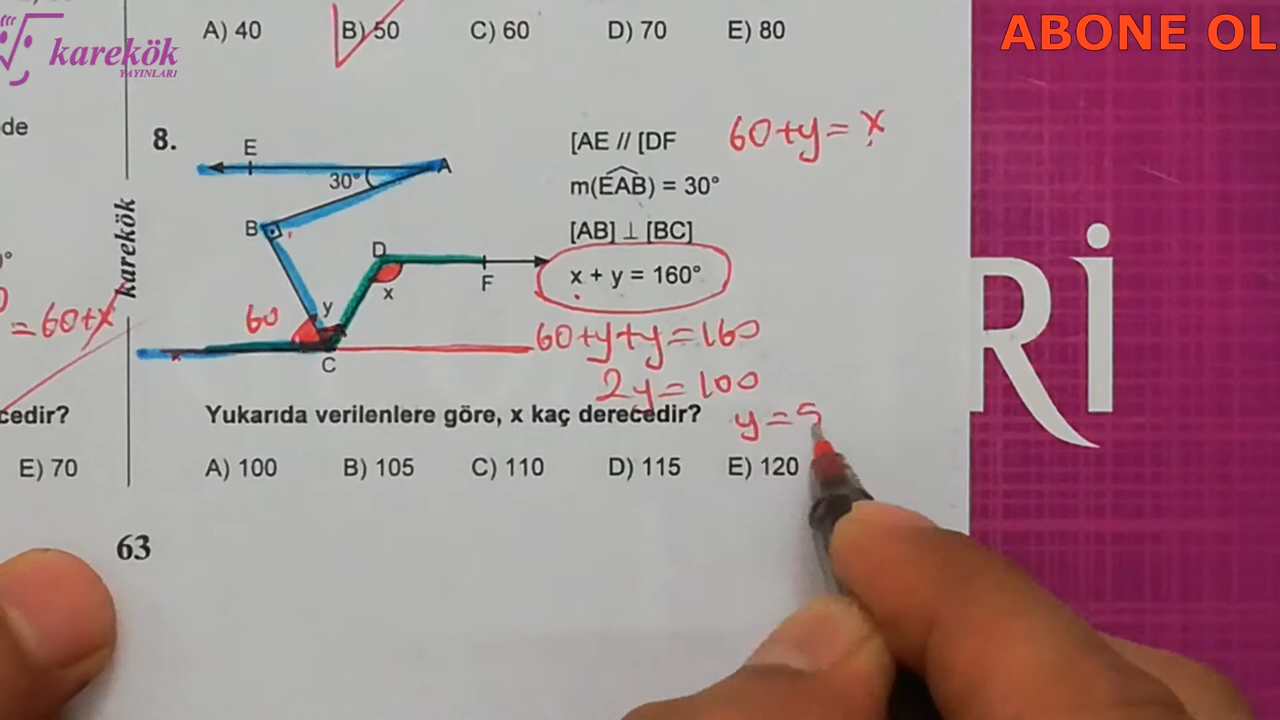 ABONE OL
karekök
YAYINLARI
A) 40 B) 50 C) 60 D) 70 E) 80
de
karekök
= 60+x
cedir?
E) 70
63
8.
E
A
30°
B
D
F
x
y
60
C
[AE // [DF
60+y= x
m(EAB) = 30°
[AB] ⊥ [BC]
x + y = 160°
60+y+y=160
2y=100
y=5
Yukarıda verilenlere göre, x kaç derecedir?
A) 100 B) 105 C) 110 D) 115 E) 120
Rİ